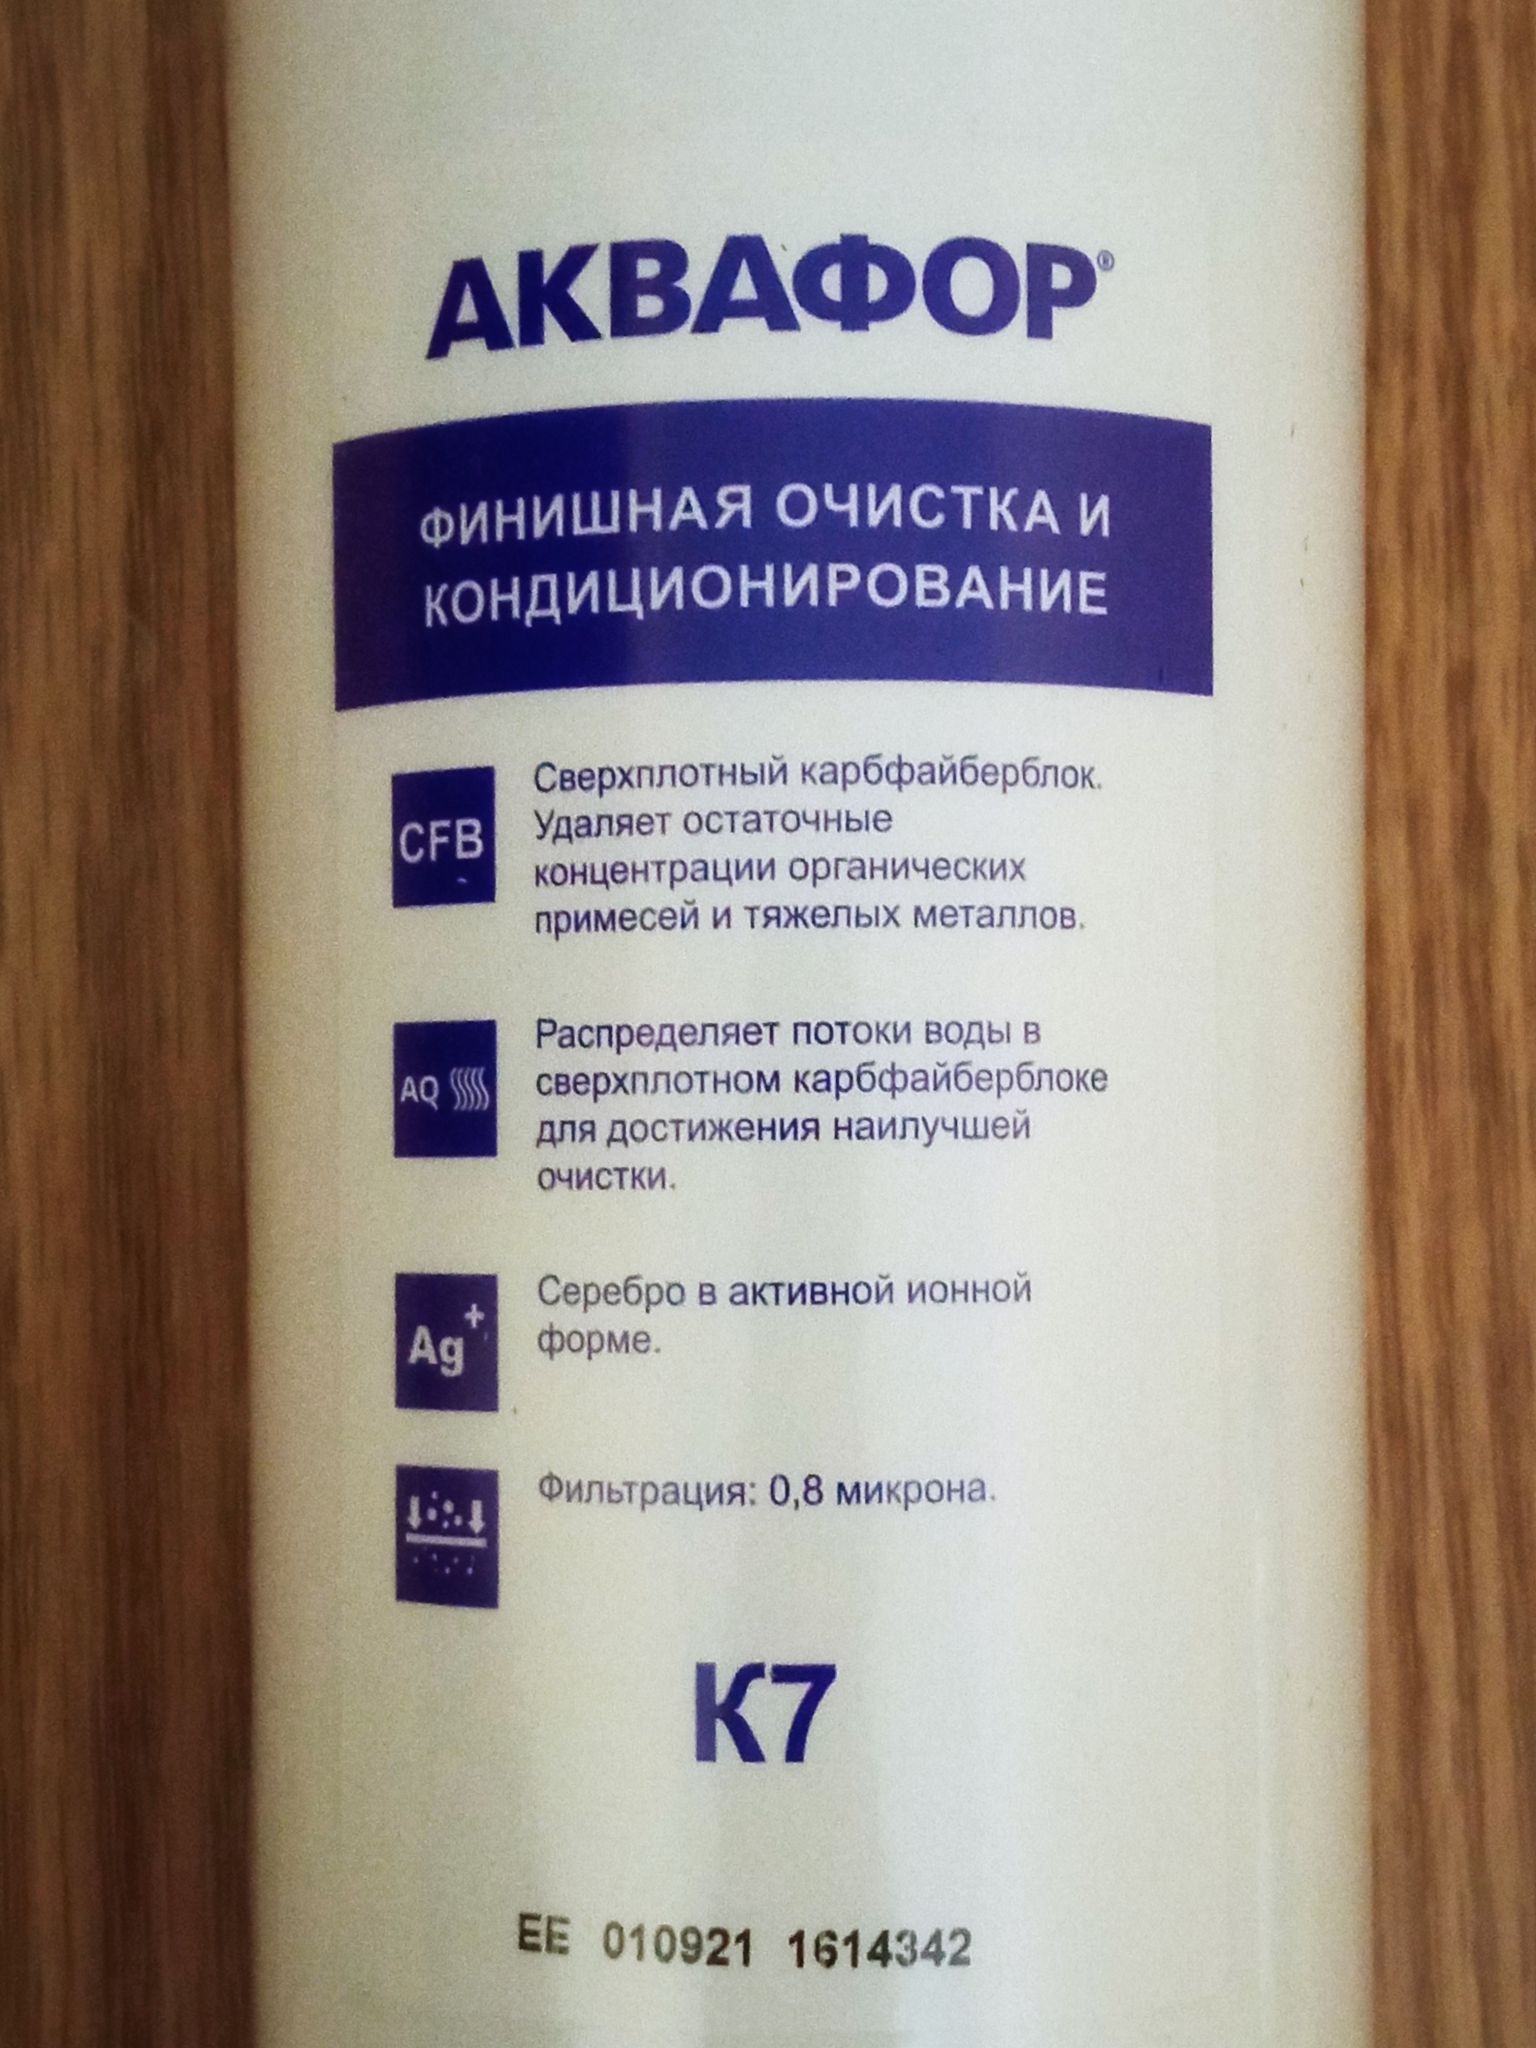 АКВАФОР®
ФИНИШНАЯ ОЧИСТКА И
КОНДИЦИОНИРОВАНИЕ
CFB
Сверхплотный карбфайберблок.
Удаляет остаточные
концентрации органических
примесей и тяжелых металлов.
AQ
Распределяет потоки воды в
сверхплотном карбфайберблоке
для достижения наилучшей
очистки.
Ag+
Серебро в активной ионной
форме.
Фильтрация: 0,8 микрона.
К7
EE 010921 1614342